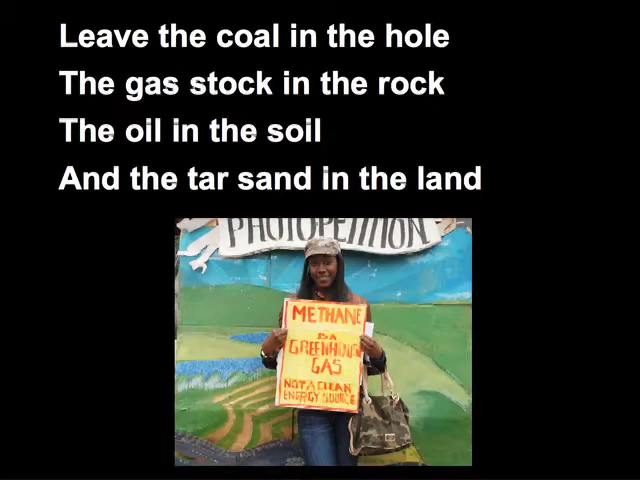 Leave the coal in the hole
The gas stock in the rock
The oil in the soil
And the tar sand in the land
PHOTOPETITION
METHANE
IS A
GREENHOUSE
GAS
NOT A CLEAN
ENERGY SOURCE